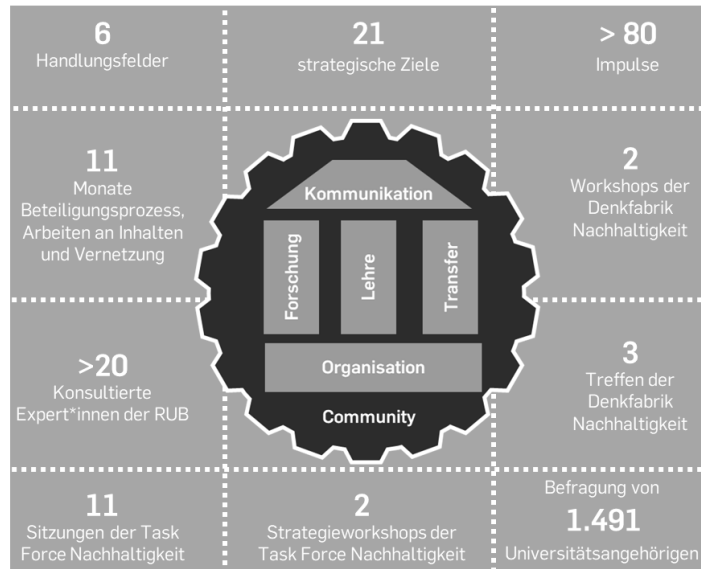 6
Handlungsfelder
21
strategische Ziele
> 80
Impulse
11
Monate
Beteiligungsprozess,
Arbeiten an Inhalten
und Vernetzung
Kommunikation
Forschung
Lehre
Transfer
Organisation
Community
2
Workshops der
Denkfabrik
Nachhaltigkeit
>20
Konsultierte
Expert*innen der RUB
3
Treffen der
Denkfabrik
Nachhaltigkeit
11
Sitzungen der Task
Force Nachhaltigkeit
2
Strategieworkshops der
Task Force Nachhaltigkeit
Befragung von
1.491
Universitätsangehörigen